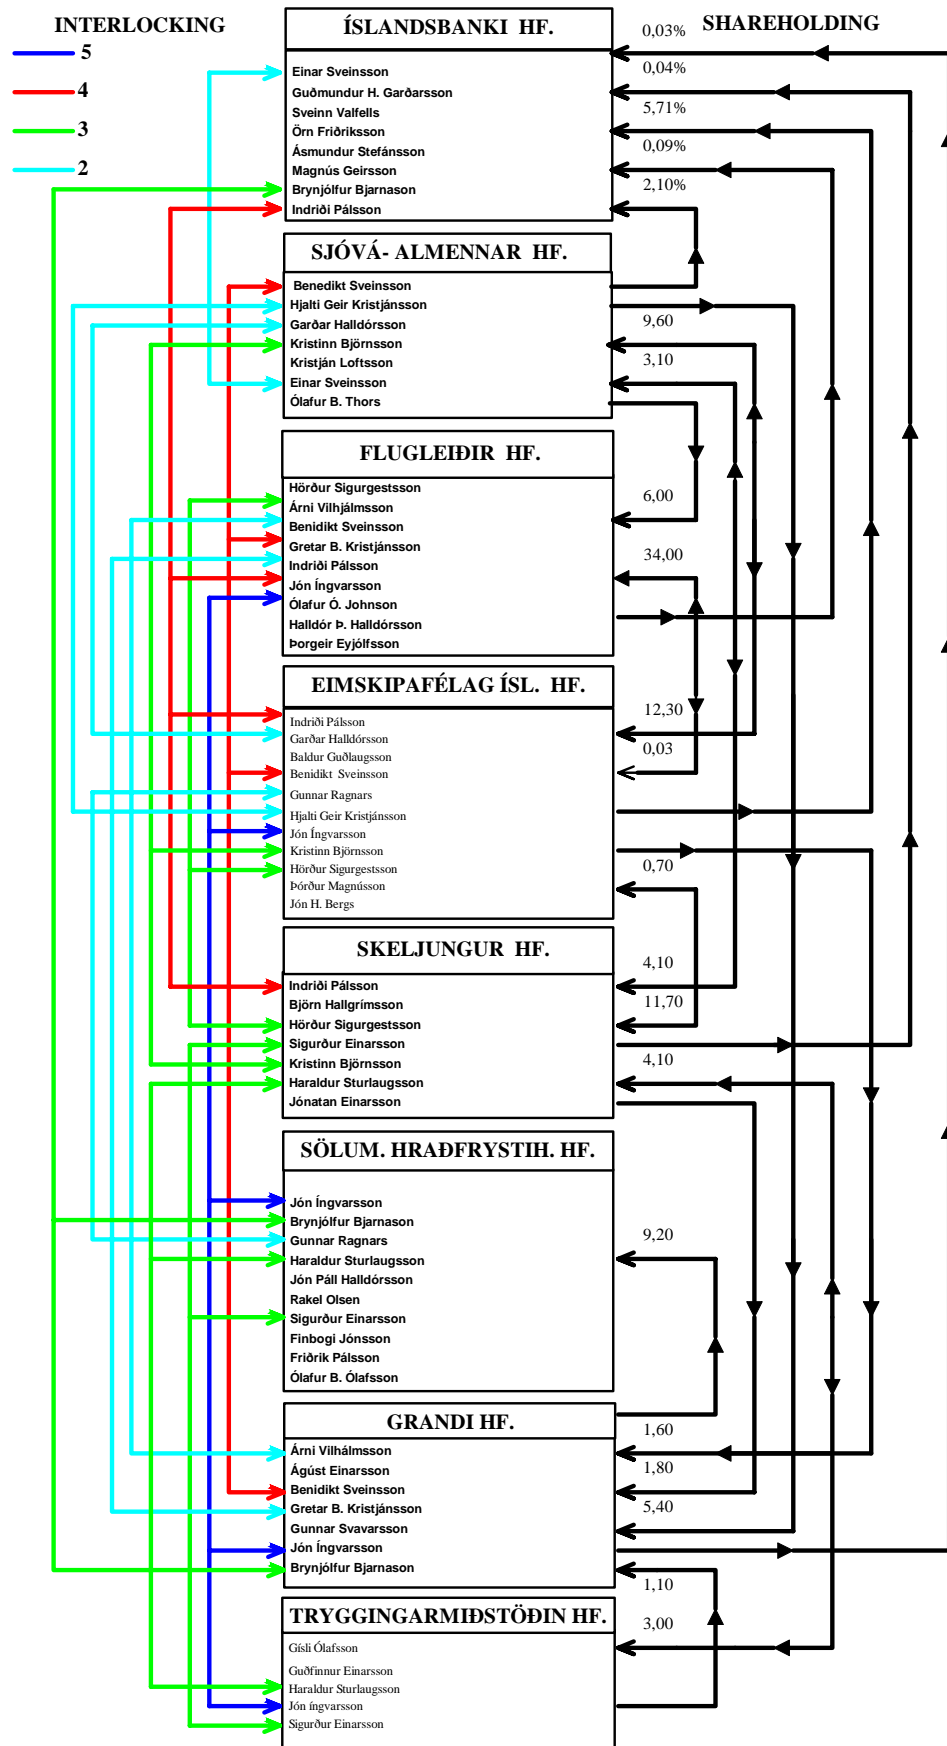 INTERLOCKING
5
4
3
2
SHAREHOLDING
ÍSLANDSBANKI HF.
Einar Sveinsson
Guðmundur H. Garðarsson
Sveinn Valfells
Örn Friðriksson
Ásmundur Stefánsson
Magnús Geirsson
Brynjólfur Bjarnason
Indriði Pálsson
0,03%
0,04%
5,71%
0,09%
2,10%
SJÓVÁ- ALMENNAR HF.
Benedikt Sveinsson
Hjalti Geir Kristjánsson
Garðar Halldórsson
Kristinn Björnsson
Kristján Loftsson
Einar Sveinsson
Ólafur B. Thors
9,60
3,10
FLUGLEIÐIR HF.
Hörður Sigurgestsson
Árni Vilhjálmsson
Benidikt Sveinsson
Gretar B. Kristjánsson
Indriði Pálsson
Jón Íngvarsson
Ólafur Ó. Johnson
Halldór Þ. Halldórsson
Þorgeir Eyjólfsson
6,00
34,00
EIMSKIPAFÉLAG ÍSL. HF.
Indriði Pálsson
Garðar Halldórsson
Baldur Guðlaugsson
Benidikt Sveinsson
Gunnar Ragnars
Hjalti Geir Kristjánsson
Jón Íngvarsson
Kristinn Björnsson
Hörður Sigurgestsson
Þórður Magnússon
Jón H. Bergs
12,30
0,03
0,70
SKELJUNGUR HF.
Indriði Pálsson
Björn Hallgrímsson
Hörður Sigurgestsson
Sigurður Einarsson
Kristinn Björnsson
Haraldur Sturlaugsson
Jónatan Einarsson
4,10
11,70
4,10
SÖLUM. HRAÐFRYSTIH. HF.
Jón Íngvarsson
Brynjólfur Bjarnason
Gunnar Ragnars
Haraldur Sturlaugsson
Jón Páll Halldórsson
Rakel Olsen
Sigurður Einarsson
Finbogi Jónsson
Friðrik Pálsson
Ólafur B. Ólafsson
9,20
GRANDI HF.
Árni Vilhálmsson
Ágúst Einarsson
Benidikt Sveinsson
Gretar B. Kristjánsson
Gunnar Svavarsson
Jón Íngvarsson
Brynjólfur Bjarnason
1,60
1,80
5,40
1,10
TRYGGINGARMIÐSTÖÐIN HF.
Gísli Ólafsson
Guðfinnur Einarsson
Haraldur Sturlaugsson
Jón íngvarsson
Sigurður Einarsson
3,00